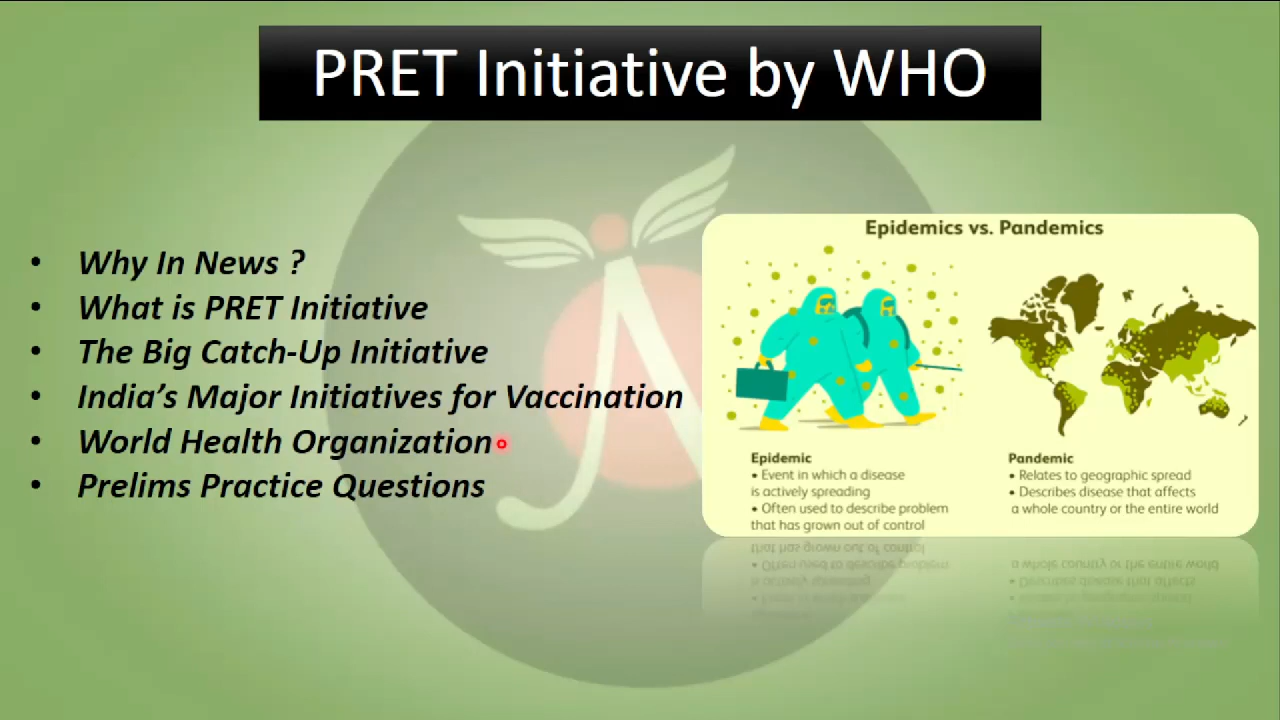 PRET Initiative by WHO
• Why In News ?
• What is PRET Initiative
• The Big Catch-Up Initiative
• India's Major Initiatives for Vaccination
• World Health Organization
• Prelims Practice Questions
Epidemics vs. Pandemics
Epidemic
• Event in which a disease
is actively spreading
• Often used to describe problem
that has grown out of control
Pandemic
• Relates to geographic spread
• Describes disease that affects
a whole country or the entire world